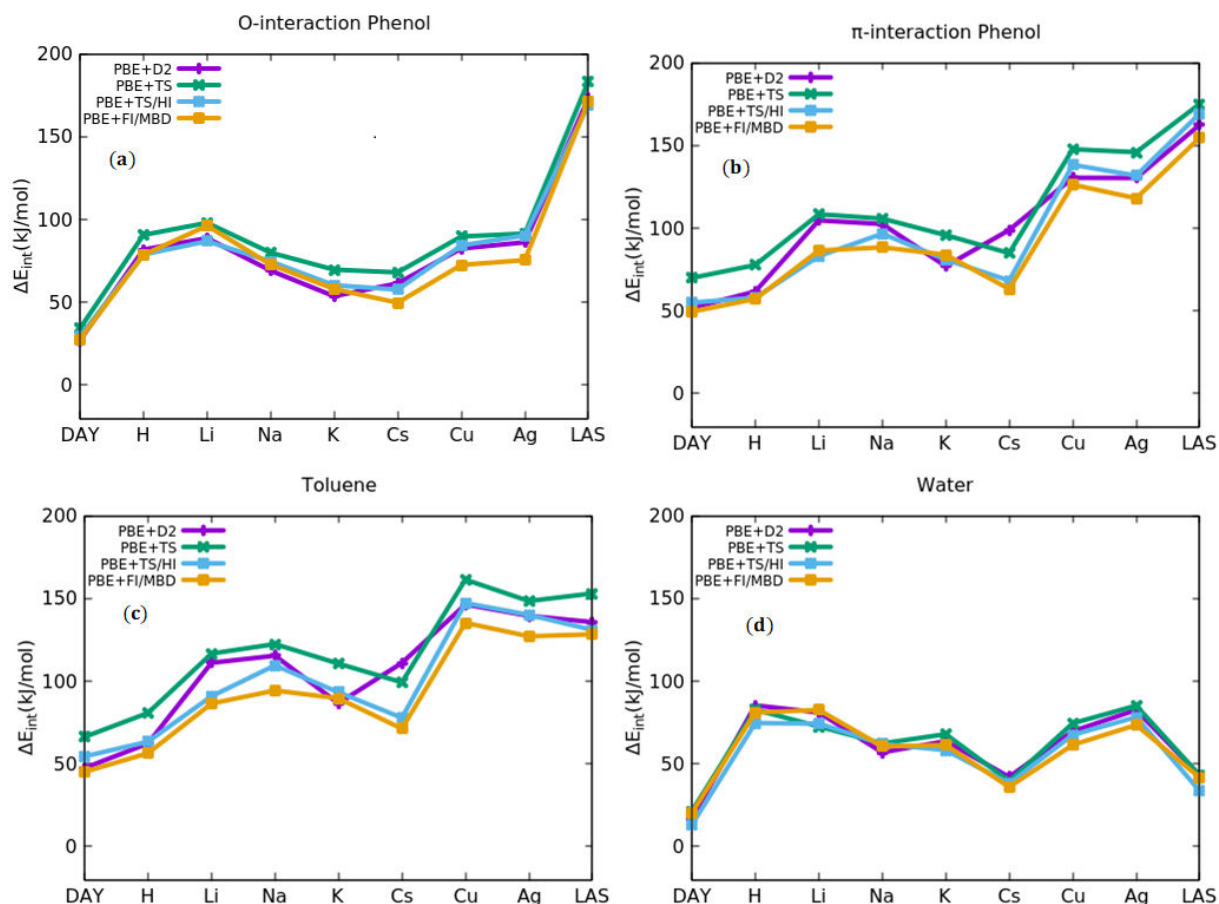 O-interaction Phenol
200
150
100
50
0
ΔE_int(kJ/mol)
PBE+D2
PBE+TS
PBE+TS/HI
PBE+FI/MBD
(a)
DAY H Li Na K Cs Cu Ag LAS
π-interaction Phenol
200
150
100
50
0
ΔE_int(kJ/mol)
PBE+D2
PBE+TS
PBE+TS/HI
PBE+FI/MBD
(b)
DAY H Li Na K Cs Cu Ag LAS
Toluene
200
150
100
50
0
ΔE_int(kJ/mol)
PBE+D2
PBE+TS
PBE+TS/HI
PBE+FI/MBD
(c)
DAY H Li Na K Cs Cu Ag LAS
Water
200
150
100
50
0
ΔE_int(kJ/mol)
PBE+D2
PBE+TS
PBE+TS/HI
PBE+FI/MBD
(d)
DAY H Li Na K Cs Cu Ag LAS